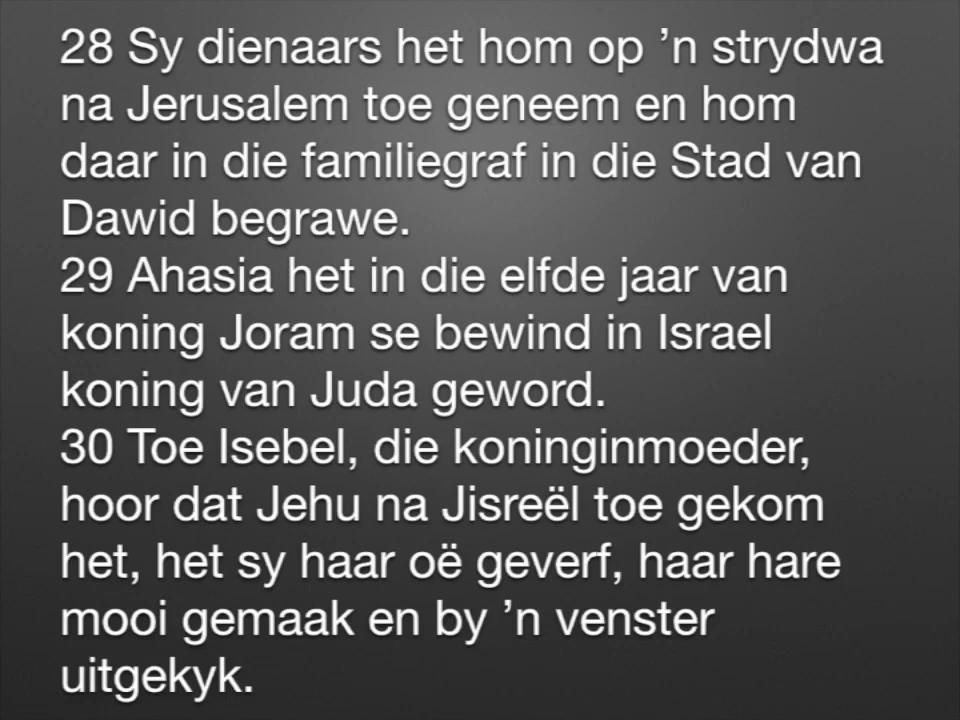 28 Sy dienaars het hom op ’n strydwa
na Jerusalem toe geneem en hom
daar in die familiegraf in die Stad van
Dawid begrawe.
29 Ahasia het in die elfde jaar van
koning Joram se bewind in Israel
koning van Juda geword.
30 Toe Isebel, die koninginmoeder,
hoor dat Jehu na Jisreël toe gekom
het, het sy haar oë geverf, haar hare
mooi gemaak en by ’n venster
uitgekyk.